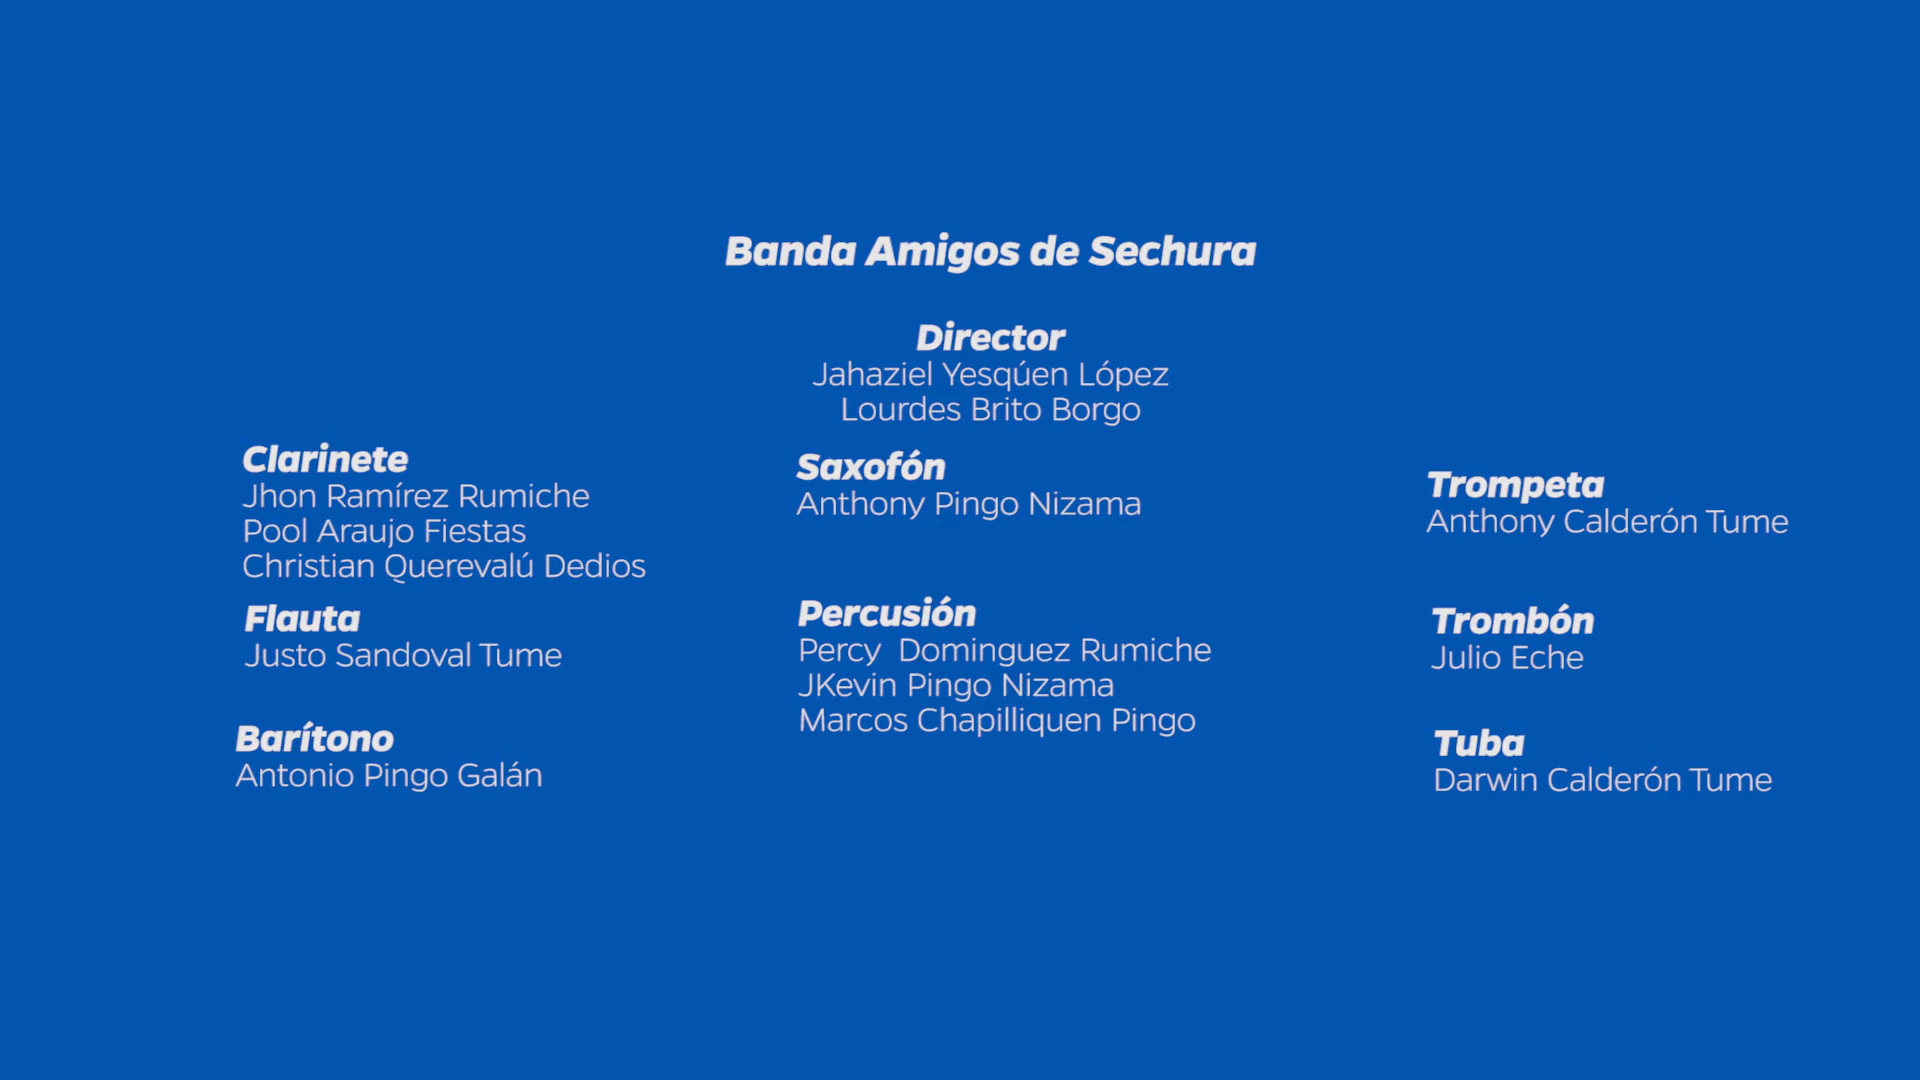 Banda Amigos de Sechura
Director
Jahaziel Yesqúen López
Lourdes Brito Borgo
Clarinete
Jhon Ramírez Rumiche
Pool Araujo Fiestas
Christian Querevalú Dedios
Flauta
Justo Sandoval Tume
Barítono
Antonio Pingo Galán
Saxofón
Anthony Pingo Nizama
Percusión
Percy  Dominguez Rumiche
JKevin Pingo Nizama
Marcos Chapilliquen Pingo
Trompeta
Anthony Calderón Tume
Trombón
Julio Eche
Tuba
Darwin Calderón Tume